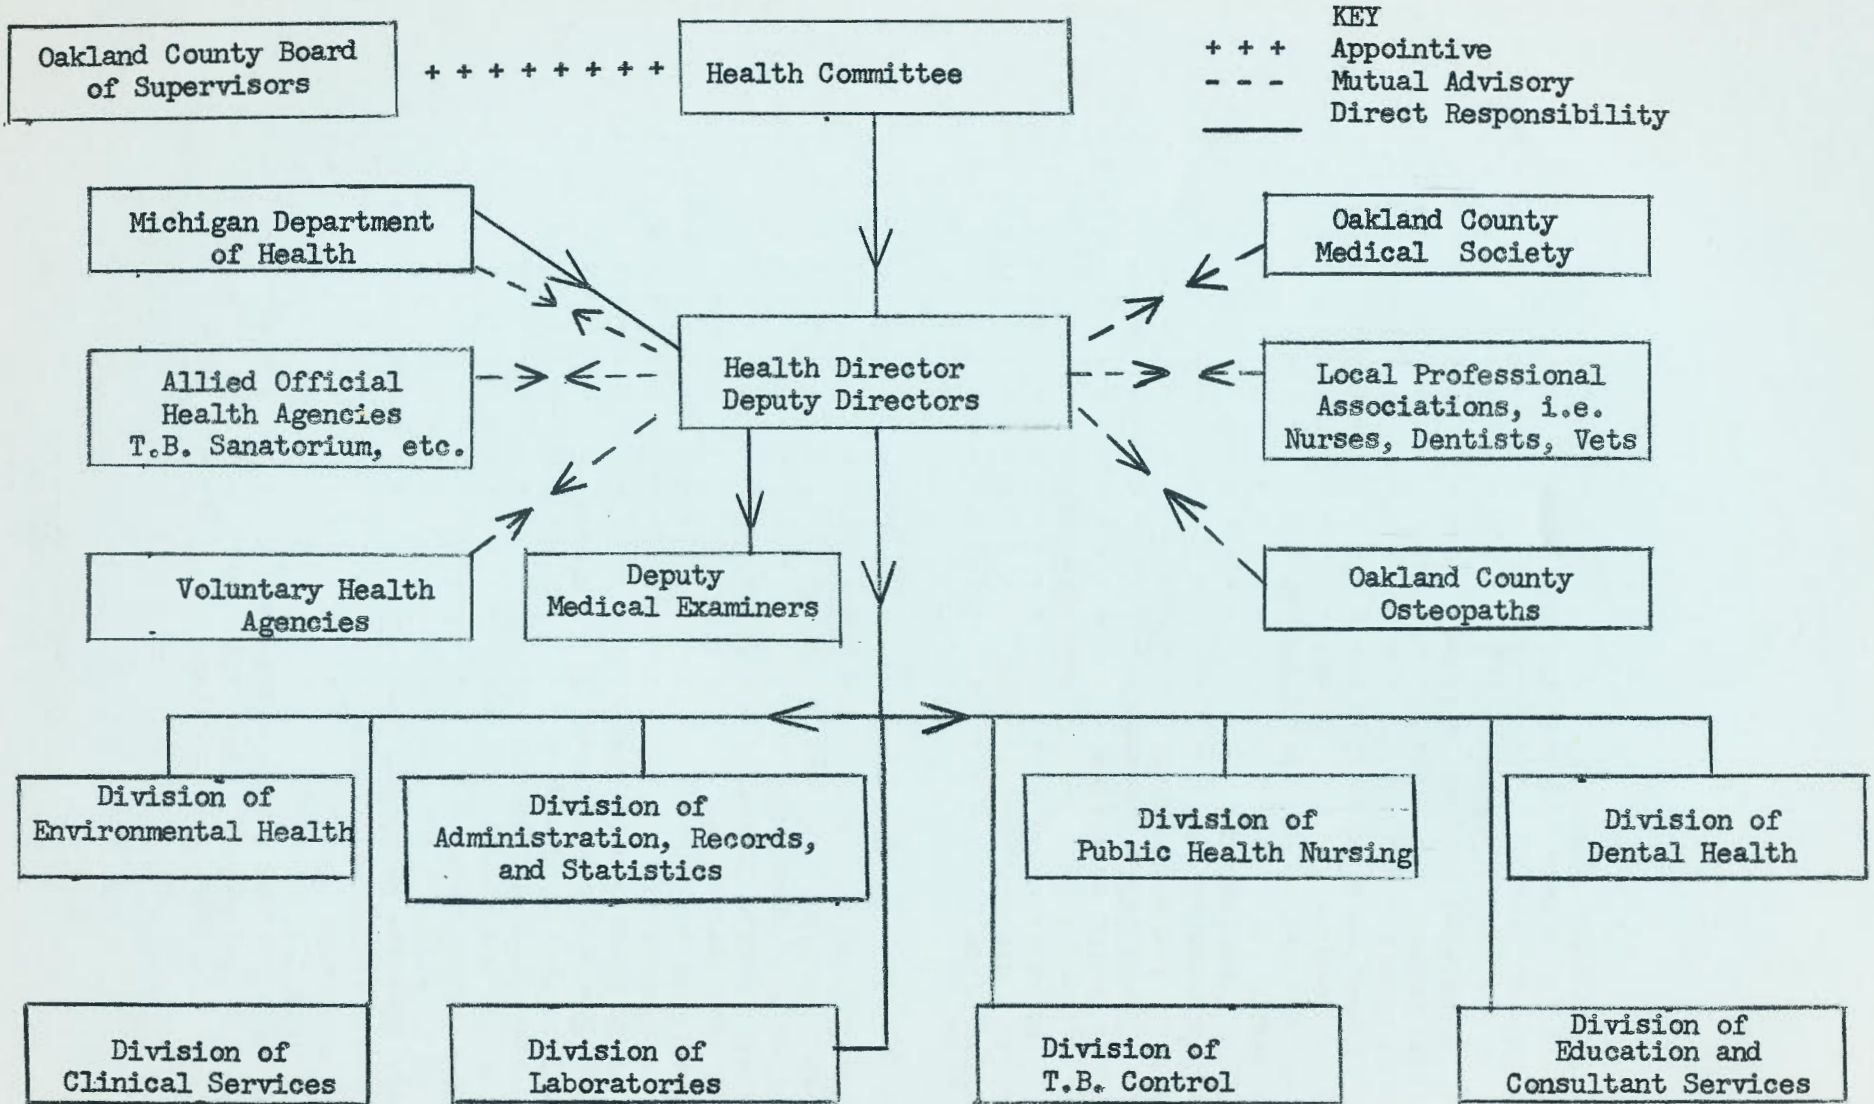 Oakland County Board
of Supervisors
+ + + + + + + +
Health Committee
KEY
+ + + Appointive
- - - Mutual Advisory
Direct Responsibility
Michigan Department
of Health
Oakland County
Medical Society
Allied Official
Health Agencies
T.B. Sanatorium, etc.
Health Director
Deputy Directors
Local Professional
Associations, i.e.
Nurses, Dentists, Vets
Voluntary Health
Agencies
Deputy
Medical Examiners
Oakland County
Osteopaths
Division of
Environmental Health
Division of
Administration, Records,
and Statistics
Division of
Public Health Nursing
Division of
Dental Health
Division of
Clinical Services
Division of
Laboratories
Division of
T.B. Control
Division of
Education and
Consultant Services